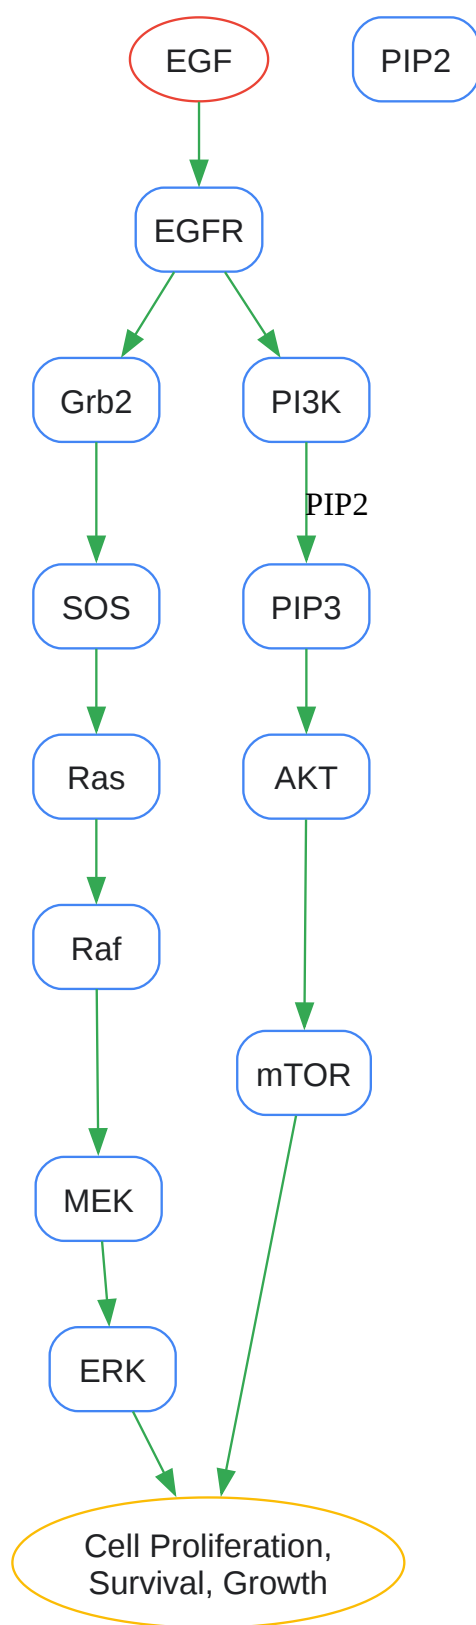 EGF
PIP2
EGFR
Grb2
PI3K
PIP2
SOS
PIP3
Ras
AKT
Raf
mTOR
MEK
ERK
Cell Proliferation,
Survival, Growth